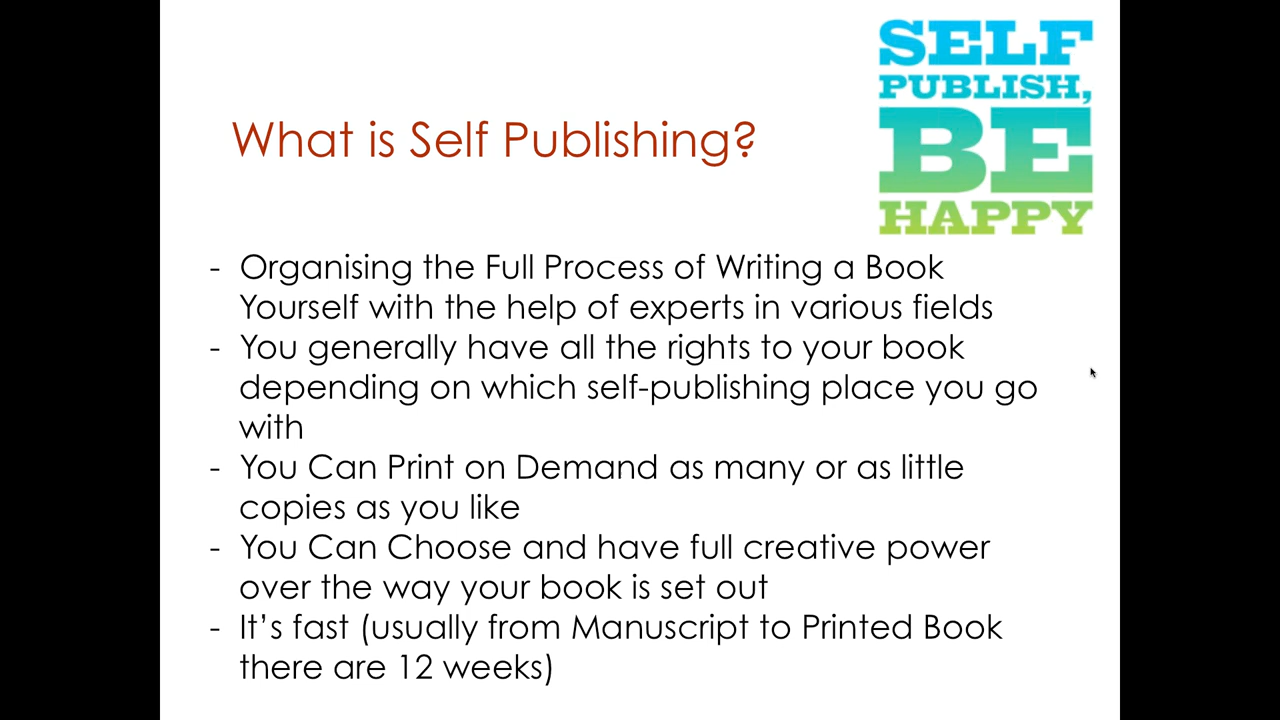 SELF
PUBLISH,
BE
HAPPY
What is Self Publishing?
- Organising the Full Process of Writing a Book
Yourself with the help of experts in various fields
- You generally have all the rights to your book
depending on which self-publishing place you go
with
- You Can Print on Demand as many or as little
copies as you like
- You Can Choose and have full creative power
over the way your book is set out
- It’s fast (usually from Manuscript to Printed Book
there are 12 weeks)